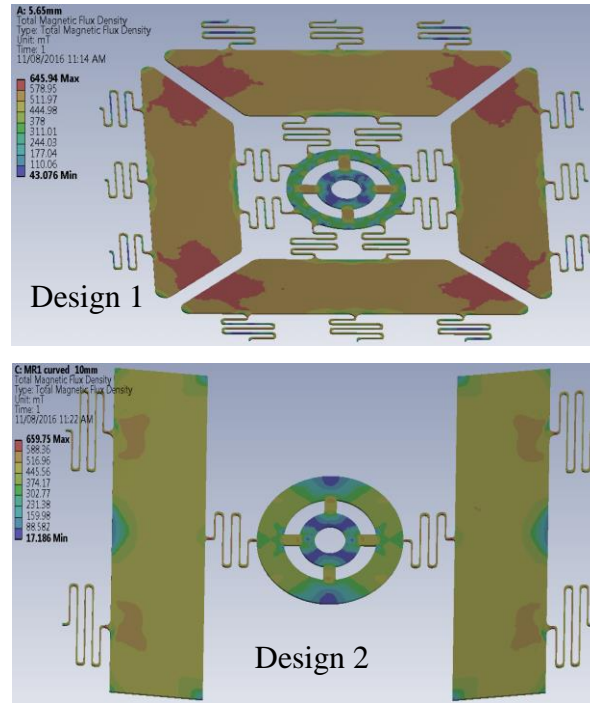 A: 5.65mm
Total Magnetic Flux Density
Type: Total Magnetic Flux Density
Unit: mT
Time: 1
11/08/2016 11:14 AM
645.94 Max
578.95
511.97
444.98
378
311.01
244.03
177.04
110.06
43.076 Min
Design 1
C: MR1 curved_10mm
Total Magnetic Flux Density
Type: Total Magnetic Flux Density
Unit: mT
Time: 1
11/08/2016 11:22 AM
659.75 Max
588.36
516.96
445.56
374.17
302.77
231.38
159.98
88.582
17.186 Min
Design 2